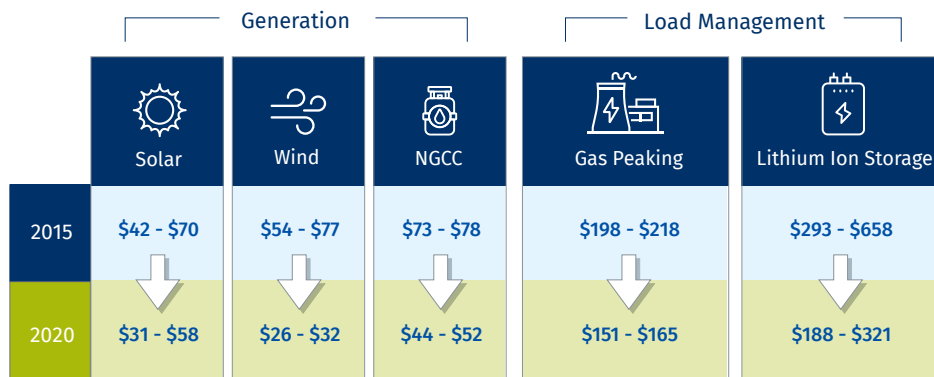 Generation
Load Management
Solar
Wind
NGCC
Gas Peaking
Lithium Ion Storage
2015
$42 - $70
$54 - $77
$73 - $78
$198 - $218
$293 - $658
2020
$31 - $58
$26 - $32
$44 - $52
$151 - $165
$188 - $321